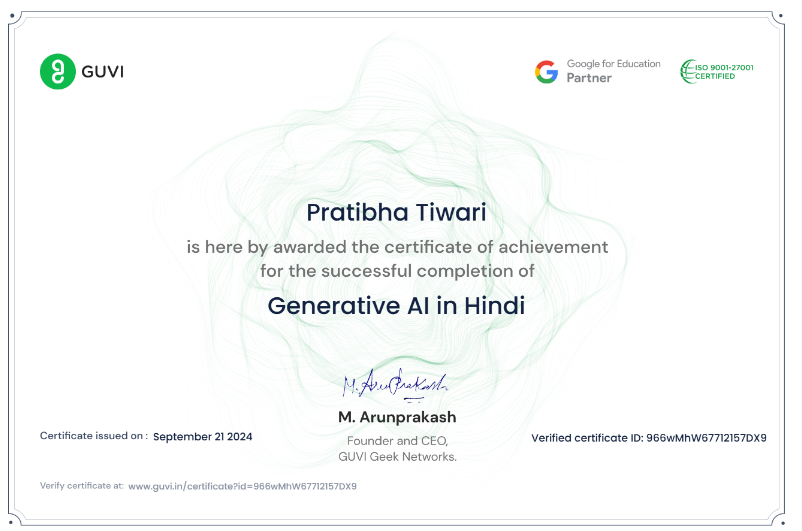 GUVI
Google for Education
Partner
ISO 9001-27001
CERTIFIED
Pratibha Tiwari
is here by awarded the certificate of achievement
for the successful completion of
Generative AI in Hindi
M. Arunprakash
M. Arunprakash
Founder and CEO,
GUVI Geek Networks.
Certificate issued on : September 21 2024
Verified certificate ID: 966wMhW67712157DX9
Verify certificate at: www.guvi.in/certificate?id=966wMhW67712157DX9